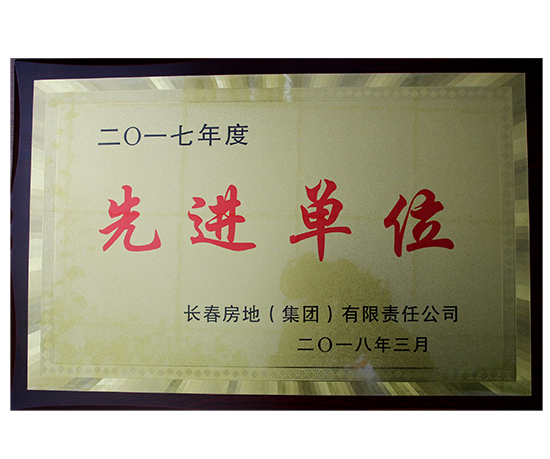 二〇一七年度
先进单位
长春房地（集团）有限责任公司
二〇一八年三月